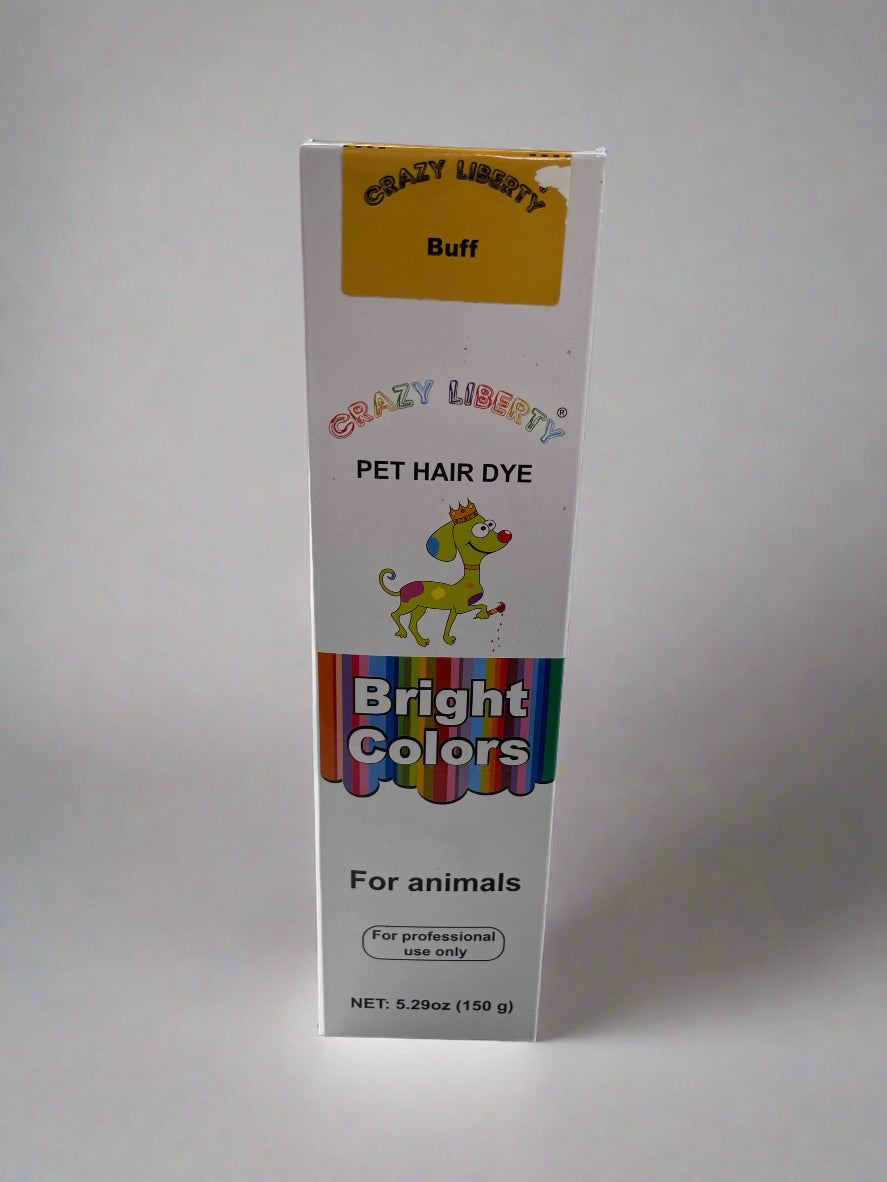 CRAZY LIBERTY
Buff
CRAZY LIBERTY®
PET HAIR DYE
Bright
Colors
For animals
For professional
use only
NET: 5.29oz (150 g)